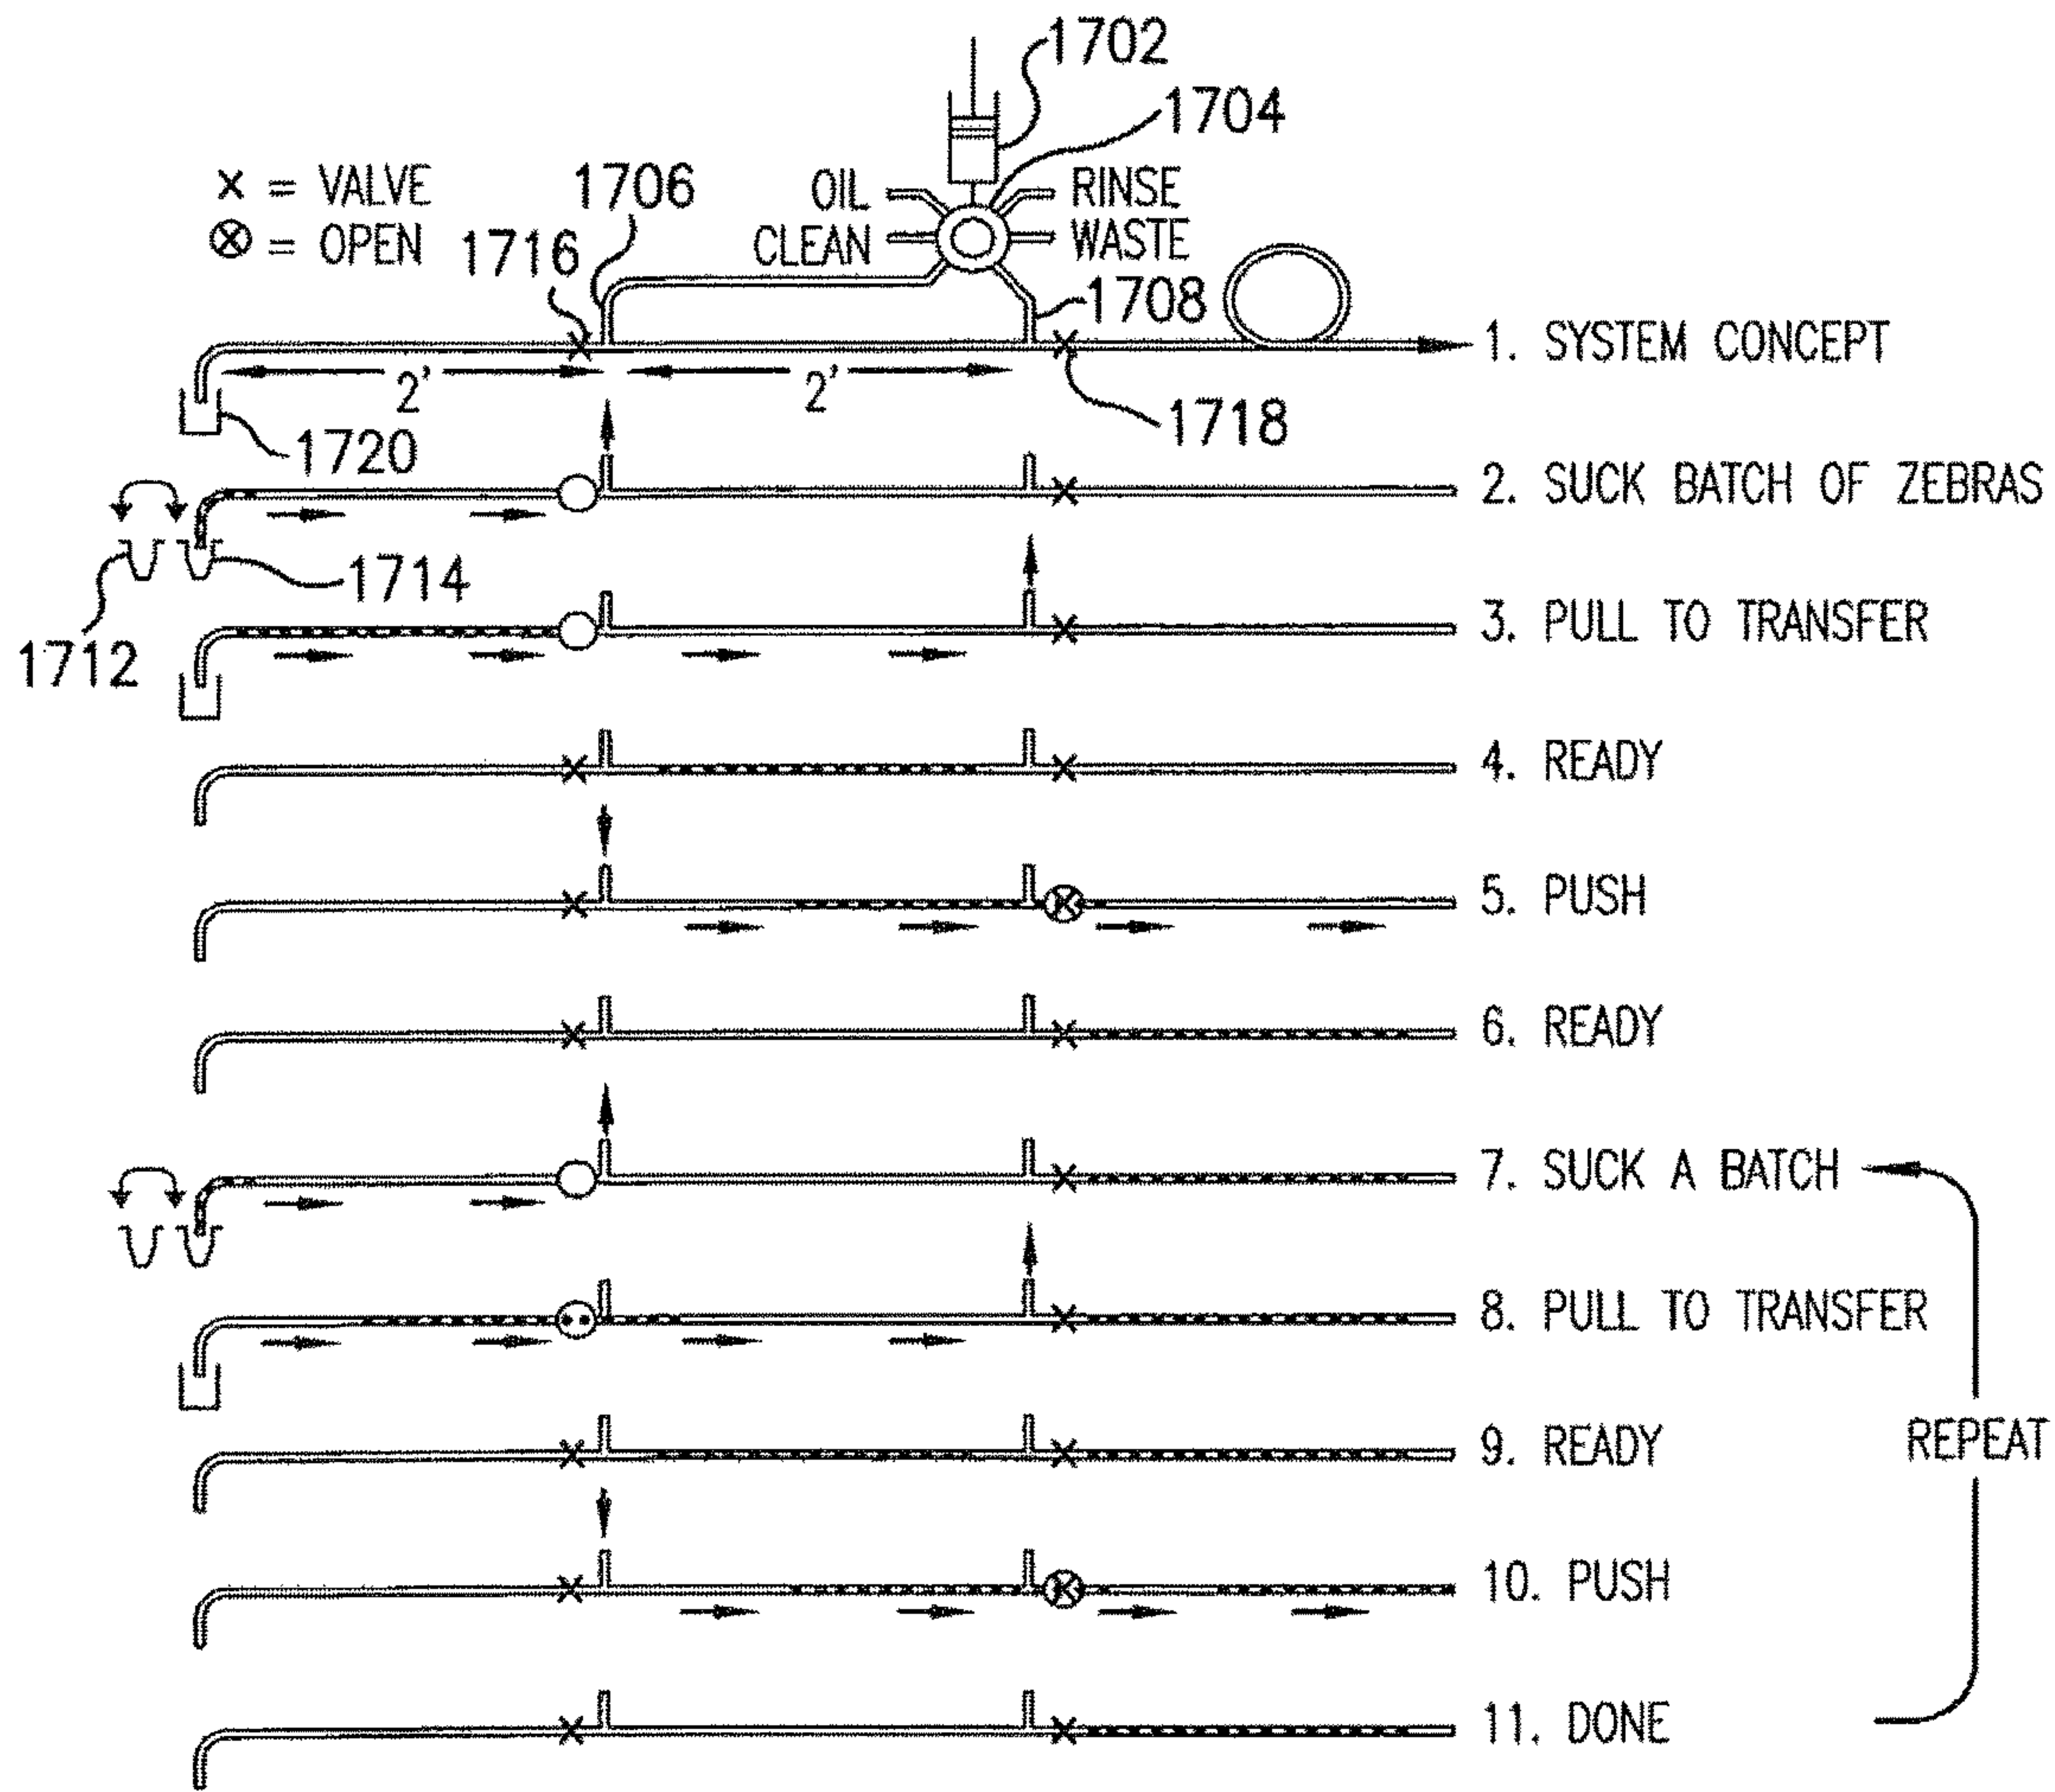 1702
1704
x = VALVE
1706
OIL
RINSE
⊗ = OPEN
1716
CLEAN
WASTE
1708
1. SYSTEM CONCEPT
2'
2'
1718
1720
2. SUCK BATCH OF ZEBRAS
1714
3. PULL TO TRANSFER
1712
4. READY
5. PUSH
6. READY
7. SUCK A BATCH
8. PULL TO TRANSFER
9. READY
REPEAT
10. PUSH
11. DONE